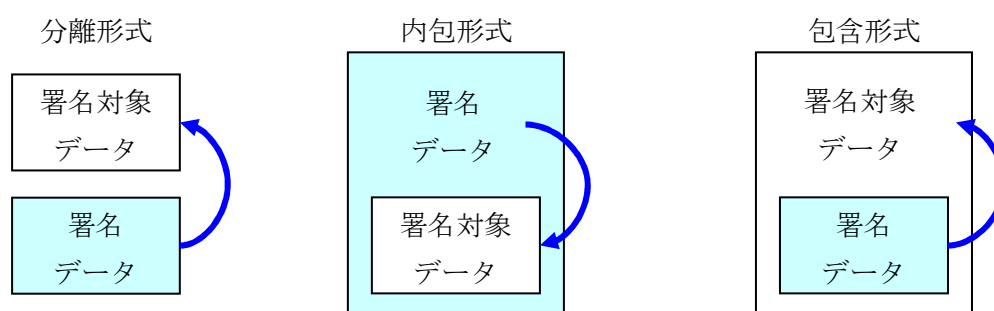 分離形式
署名対象
データ
署名
データ
内包形式
署名
データ
署名対象
データ
包含形式
署名対象
データ
署名
データ